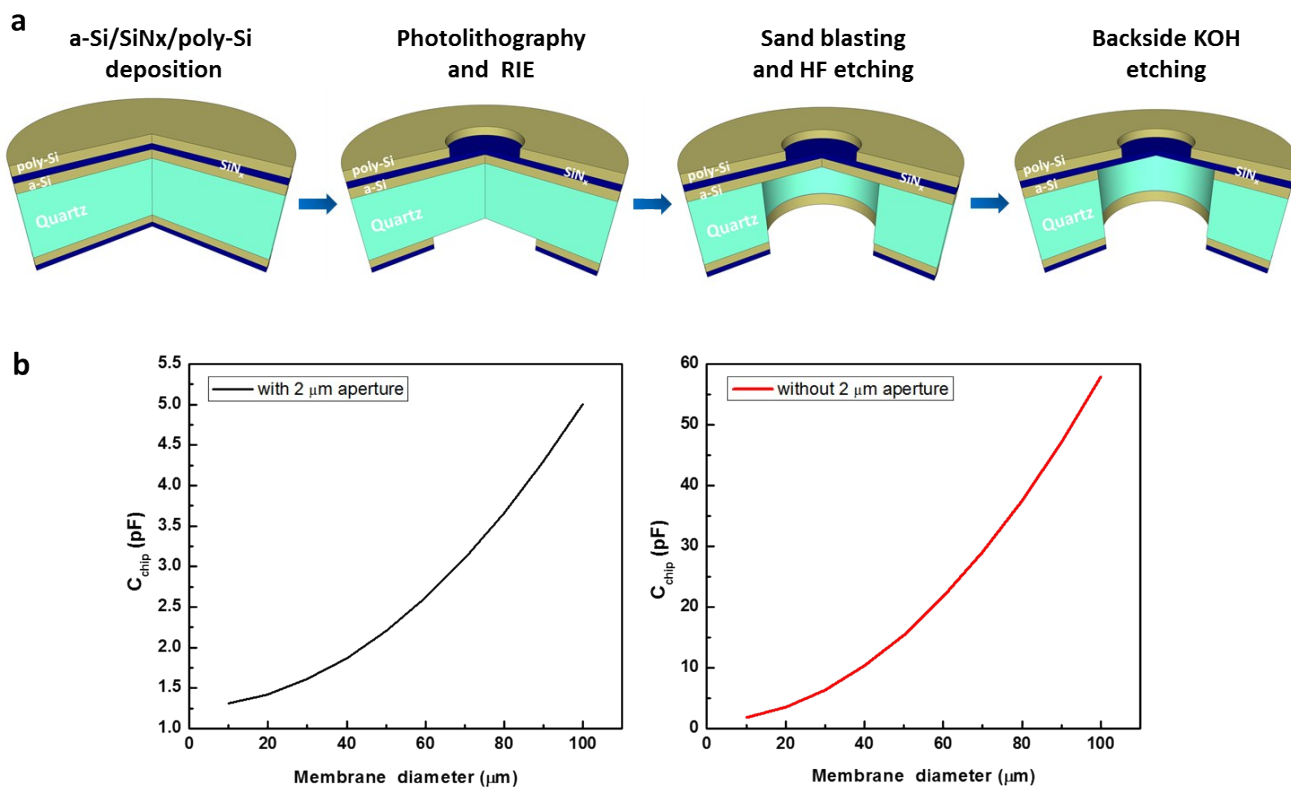 a
a-Si/SiNx/poly-Si
deposition
Photolithography
and RIE
Sand blasting
and HF etching
Backside KOH
etching
poly-Si
a-Si
SiNx
Quartz
poly-Si
a-Si
SiNx
Quartz
poly-Si
a-Si
SiNx
Quartz
poly-Si
a-Si
SiNx
Quartz
b
with 2 μm aperture
5.5
5.0
4.5
4.0
3.5
3.0
2.5
2.0
1.5
1.0
Cchip (pF)
0 20 40 60 80 100
Membrane diameter (μm)
without 2 μm aperture
60
50
40
30
20
10
0
Cchip (pF)
0 20 40 60 80 100
Membrane diameter (μm)